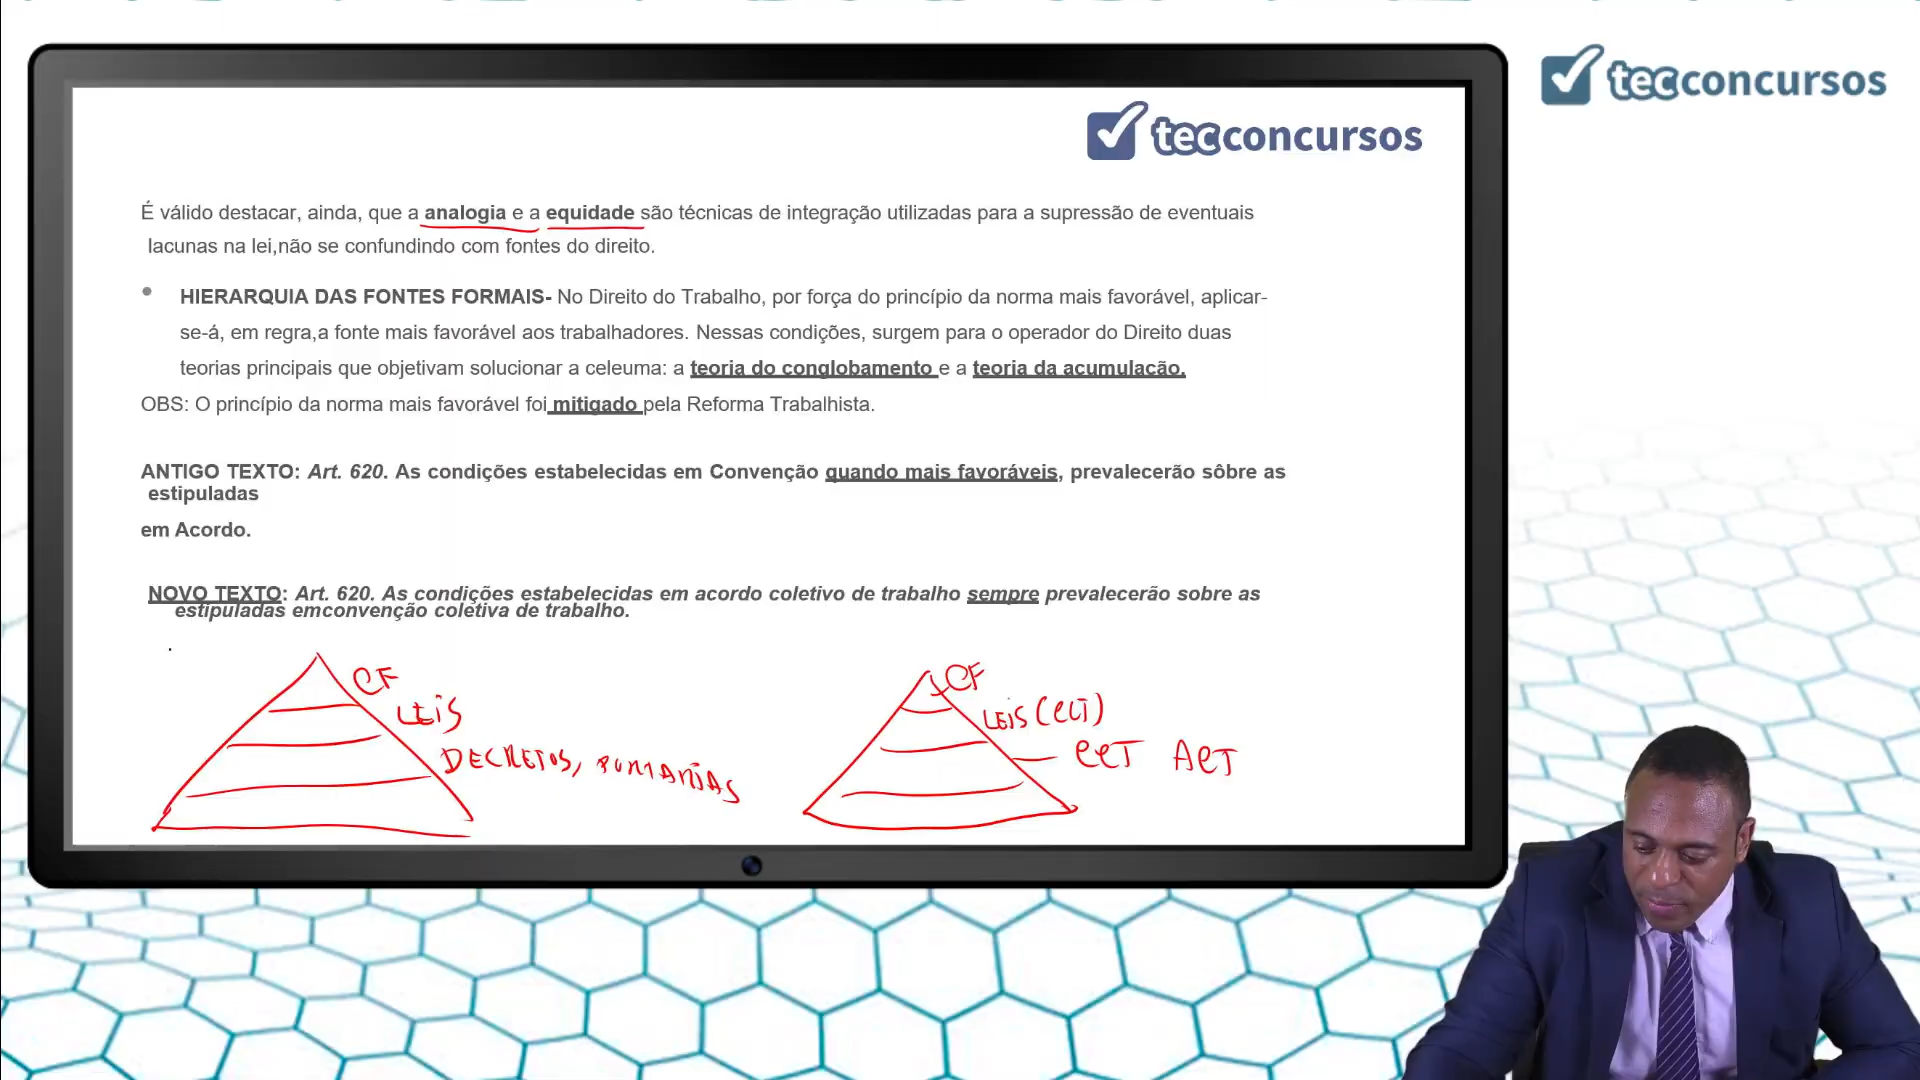 tecconcursos
tecconcursos
É válido destacar, ainda, que a analogia e a equidade são técnicas de integração utilizadas para a supressão de eventuais
lacunas na lei,não se confundindo com fontes do direito.
• HIERARQUIA DAS FONTES FORMAIS- No Direito do Trabalho, por força do princípio da norma mais favorável, aplicar-
se-á, em regra,a fonte mais favorável aos trabalhadores. Nessas condições, surgem para o operador do Direito duas
teorias principais que objetivam solucionar a celeuma: a teoria do conglobamento e a teoria da acumulação.
OBS: O princípio da norma mais favorável foi mitigado pela Reforma Trabalhista.
ANTIGO TEXTO: Art. 620. As condições estabelecidas em Convenção quando mais favoráveis, prevalecerão sôbre as
estipuladas
em Acordo.
NOVO TEXTO: Art. 620. As condições estabelecidas em acordo coletivo de trabalho sempre prevalecerão sobre as
estipuladas emconvenção coletiva de trabalho.
.
CF
LEIS
DECRETOS, PORTARIAS
CF
LEIS (CLT)
CCT ACT